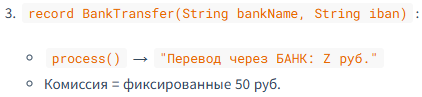 3. record BankTransfer(String bankName, String iban) :
process() → "Перевод через БАНК: Z руб."
Комиссия = фиксированные 50 руб.